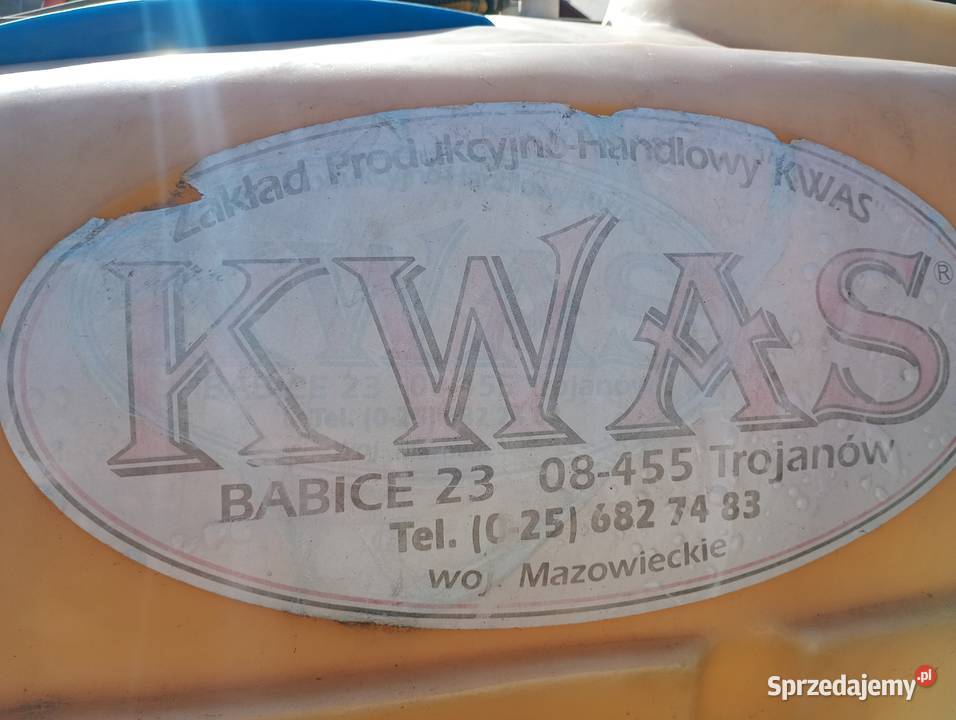 Zakład Produkcyjno-Handlowy KWAS
KWAS®
BABICE 23 08-455 Trojanów
Tel. (0-25) 682 74 83
woj. Mazowieckie
Sprzedajemy.pl